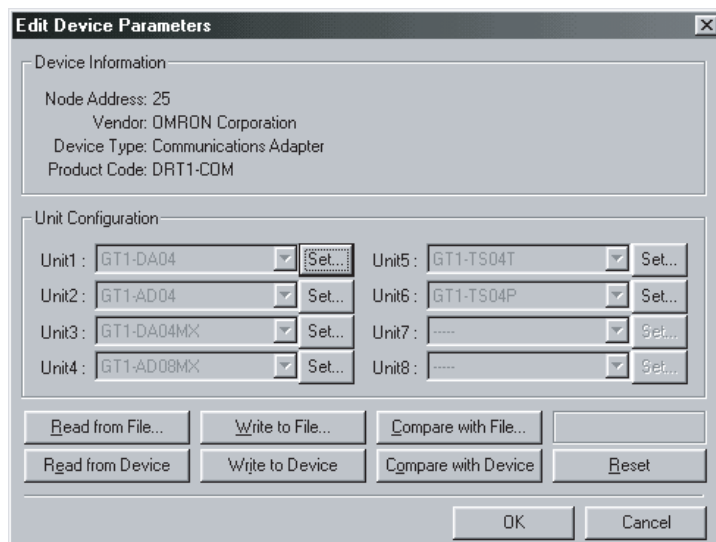 Edit Device Parameters
Device Information
Node Address: 25
Vendor: OMRON Corporation
Device Type: Communications Adapter
Product Code: DRT1-COM
Unit Configuration
Unit1 : GT1-DA04 Set... Unit5 : GT1-TS04T Set...
Unit2 : GT1-AD04 Set... Unit6 : GT1-TS04P Set...
Unit3 : GT1-DA04MX Set... Unit7 : ----- Set...
Unit4 : GT1-AD08MX Set... Unit8 : ----- Set...
Read from File... Write to File... Compare with File...
Read from Device Write to Device Compare with Device Reset
OK Cancel